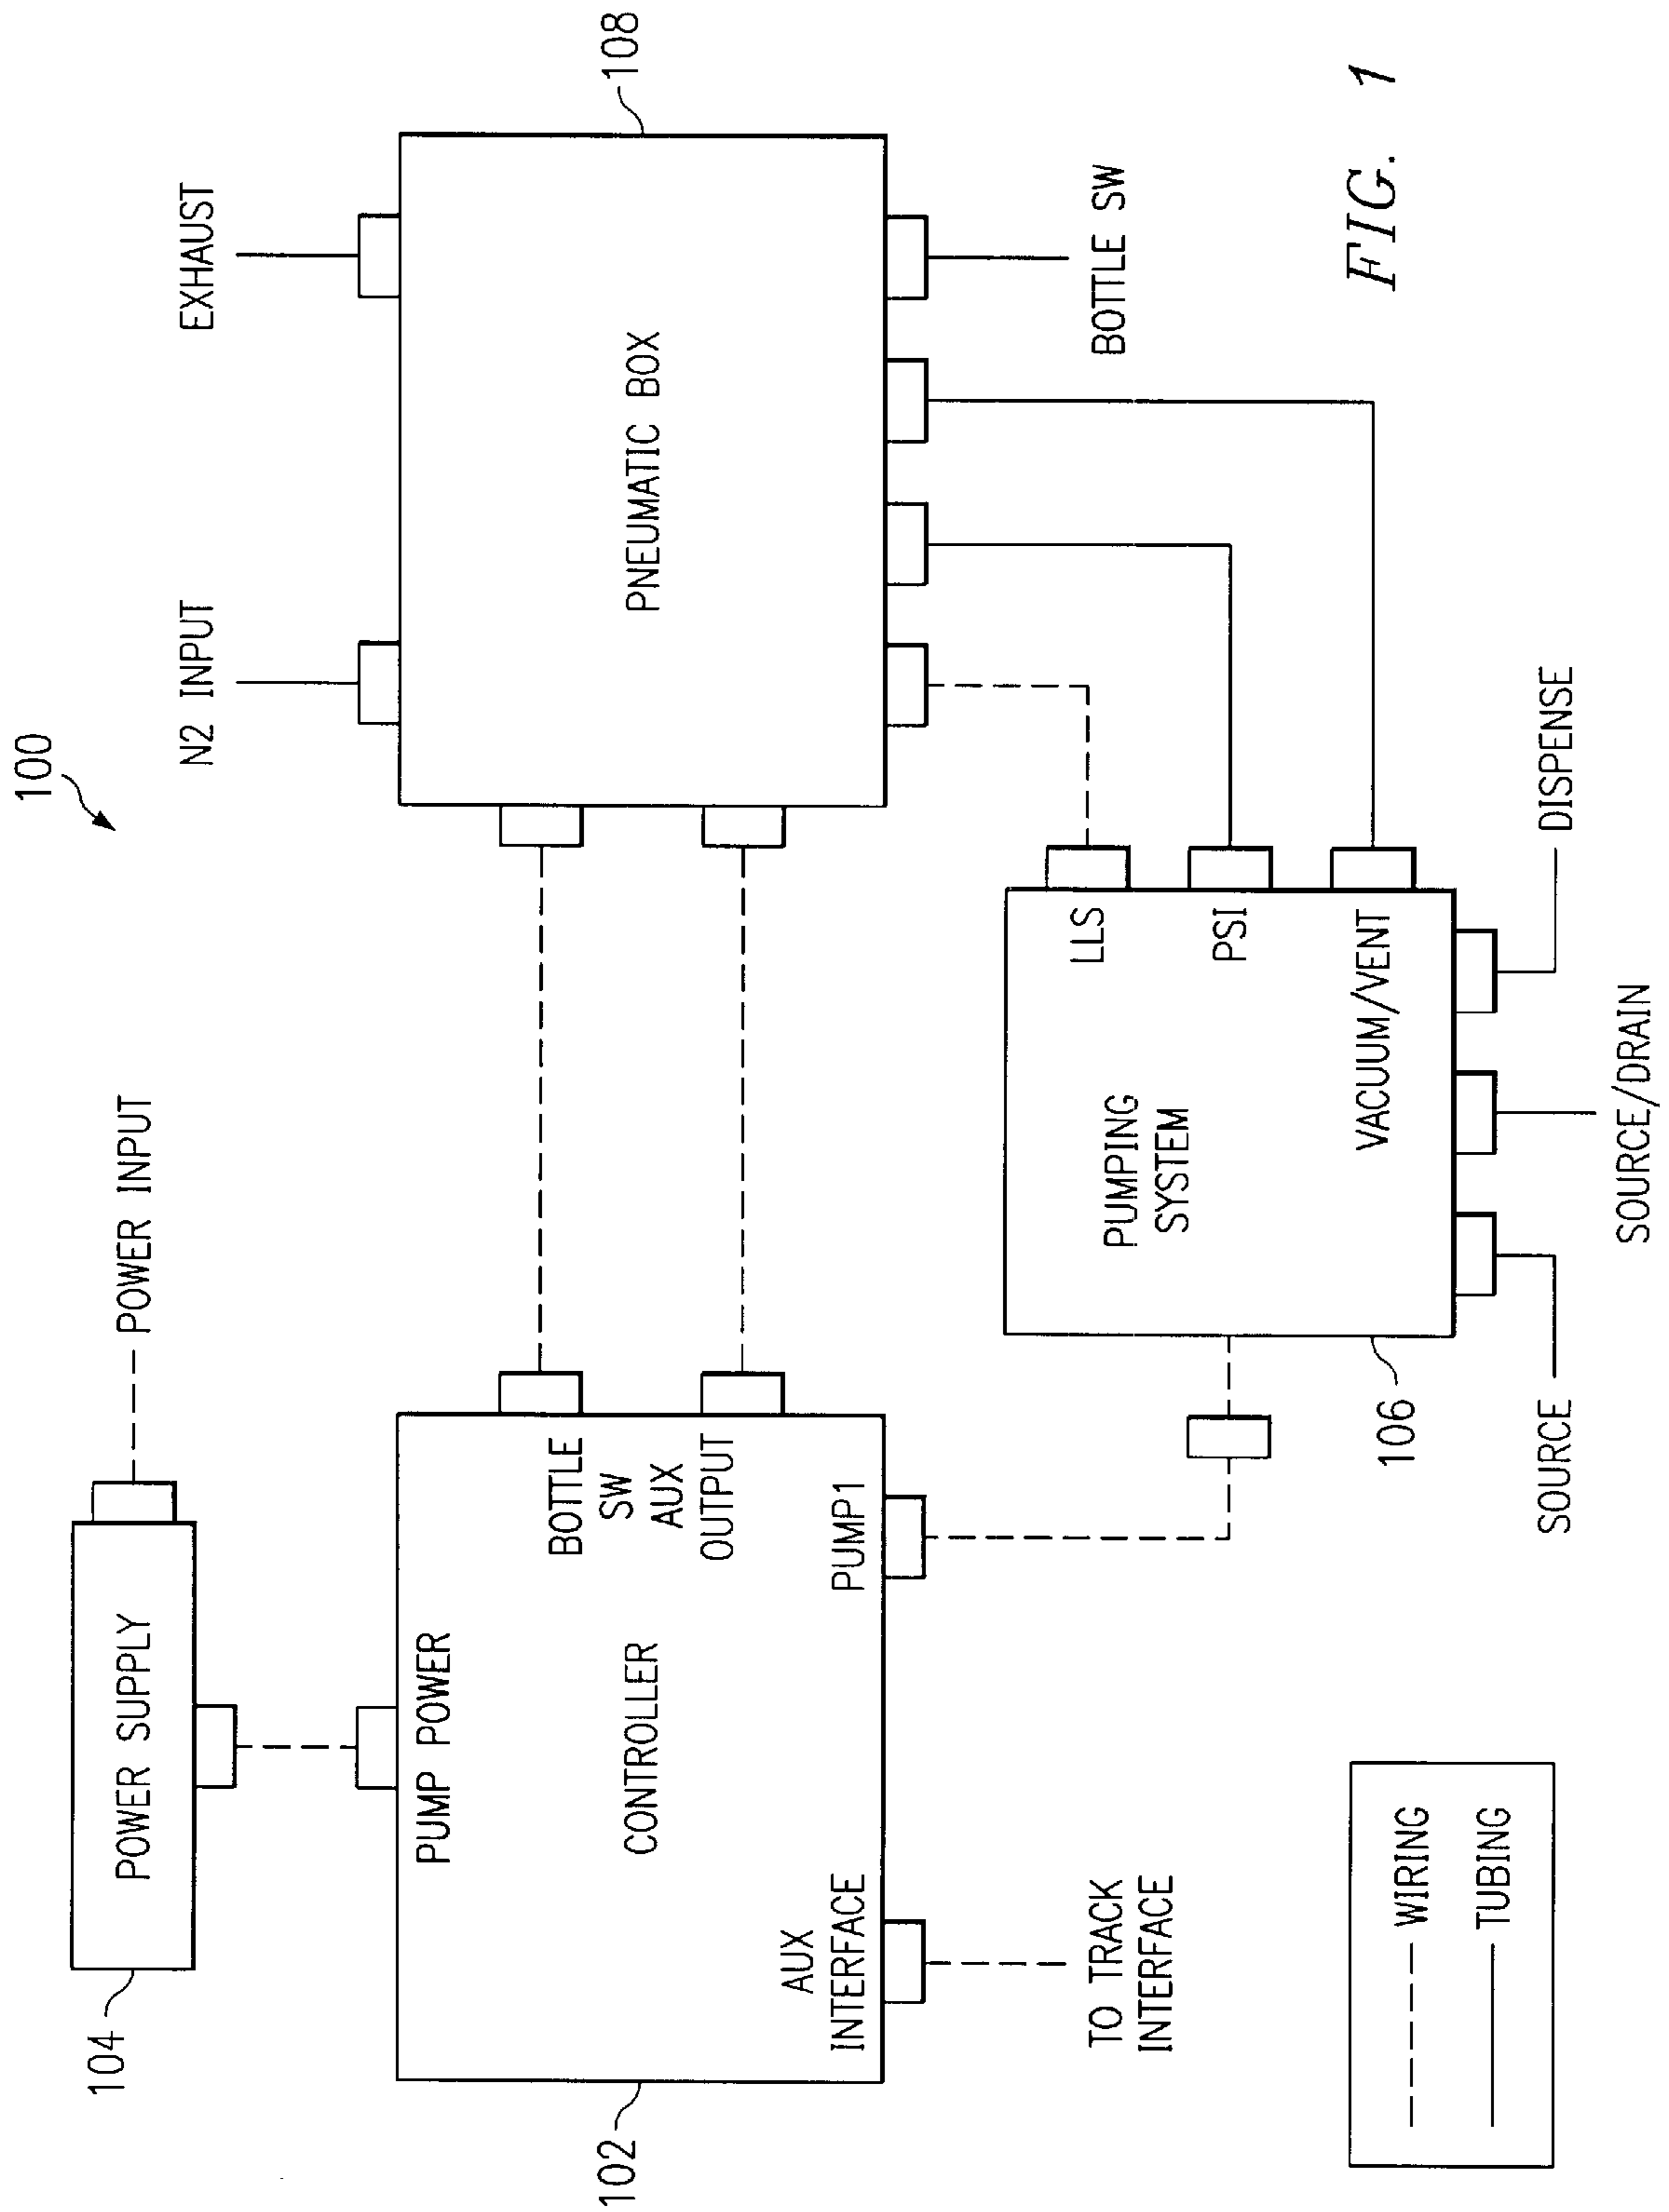 100
104
POWER SUPPLY
POWER INPUT
N2 INPUT
EXHAUST
102
PUMP POWER
CONTROLLER
BOTTLE
SW
AUX
OUTPUT
AUX
INTERFACE
PUMP1
TO TRACK
INTERFACE
PNEUMATIC BOX
108
BOTTLE SW
PUMPING
SYSTEM
LLS
PSI
VACUUM/VENT
106
SOURCE
SOURCE/DRAIN
DISPENSE
WIRING
TUBING
FIG. 1